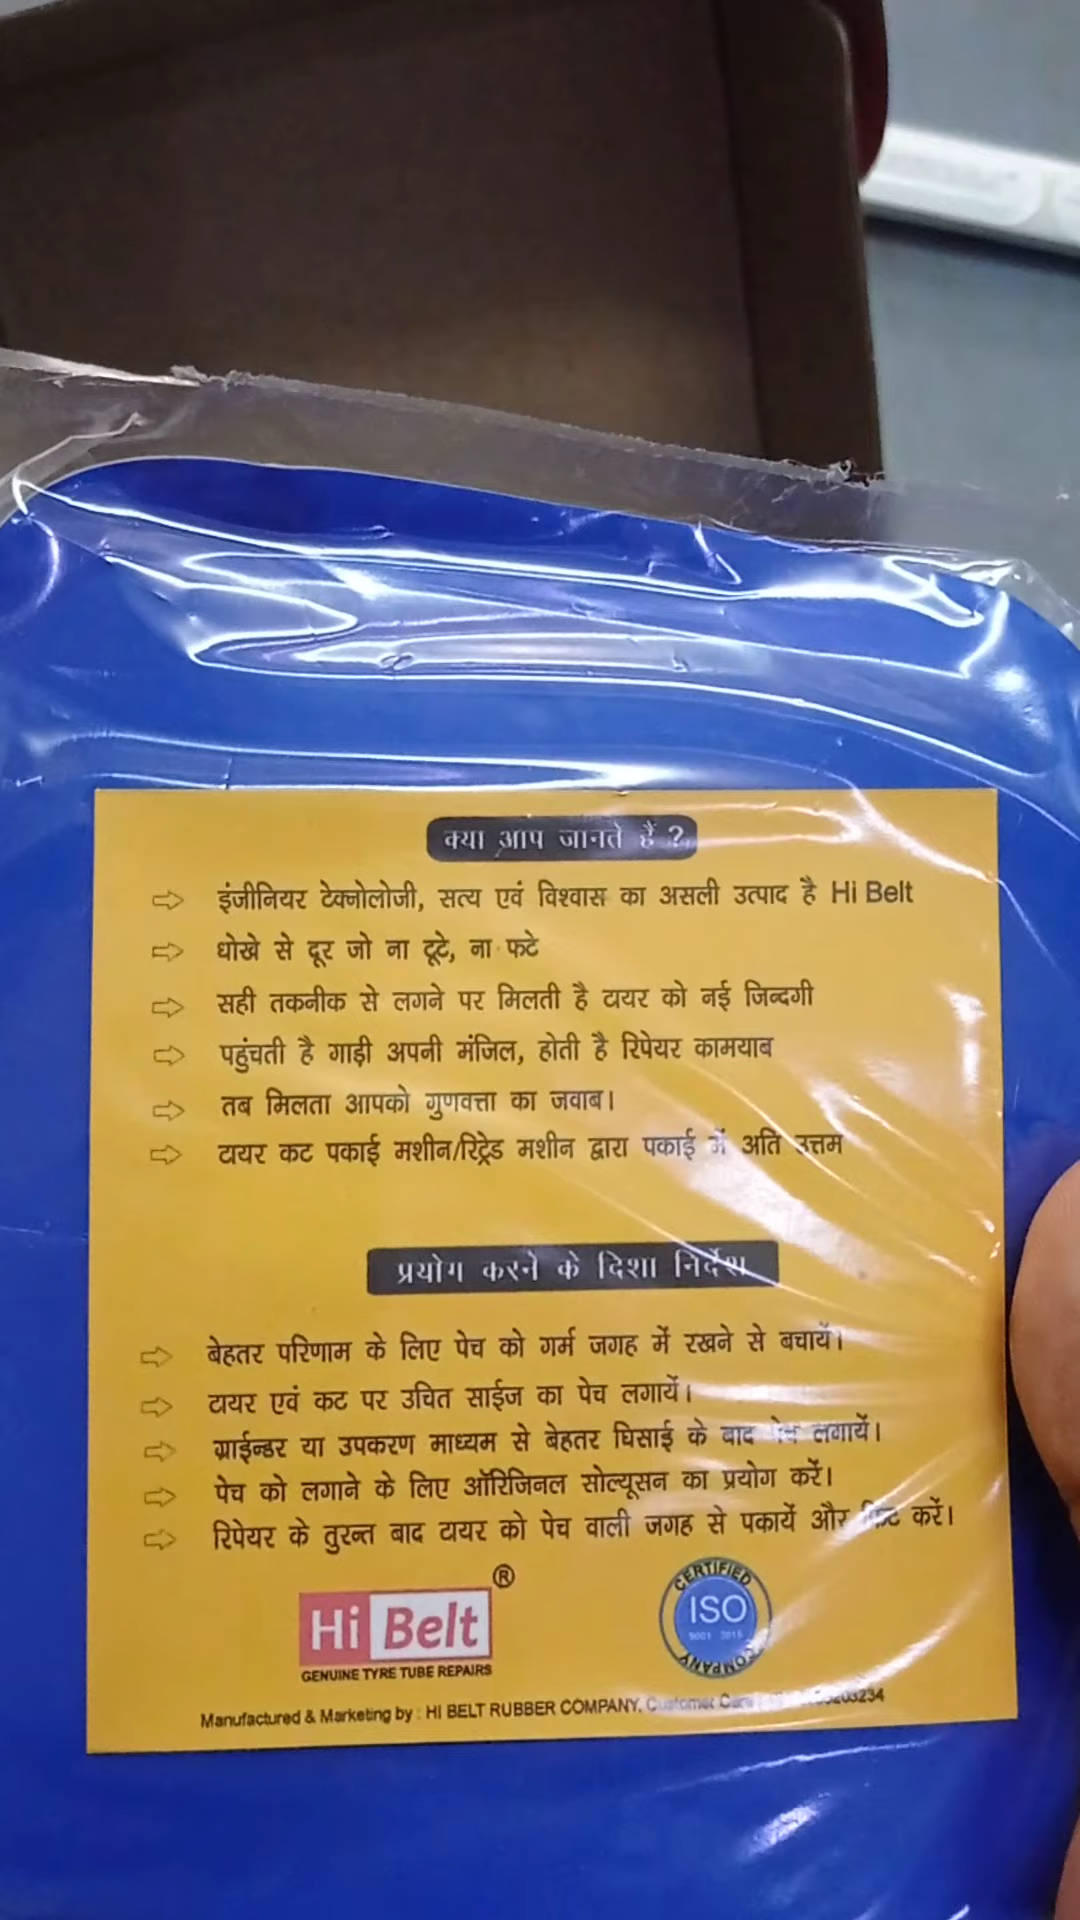 क्या आप जानते हैं ?
इंजीनियर टेक्नोलोजी, सत्य एवं विश्वास का असली उत्पाद है Hi Belt
धोखे से दूर जो ना टूटे, ना फटे
सही तकनीक से लगने पर मिलती है टायर को नई जिन्दगी
पहुंचती है गाड़ी अपनी मंजिल, होती है रिपेयर कामयाब
तब मिलता आपको गुणवत्ता का जवाब।
टायर कट पकाई मशीन/रिट्रेड मशीन द्वारा पकाई में अति उत्तम
प्रयोग करने के दिशा निर्देश
बेहतर परिणाम के लिए पेच को गर्म जगह में रखने से बचायें।
टायर एवं कट पर उचित साईज का पेच लगायें।
ग्राईन्डर या उपकरण माध्यम से बेहतर घिसाई के बाद पेच लगायें।
पेच को लगाने के लिए ऑरिजिनल सोल्यूसन का प्रयोग करें।
रिपेयर के तुरन्त बाद टायर को पेच वाली जगह से पकायें और करें।
®
Hi Belt
GENUINE TYRE TUBE REPAIRS
CERTIFIED
ISO
9001 2015
COMPANY
Manufactured & Marketing by : HI BELT RUBBER COMPANY, Customer Care